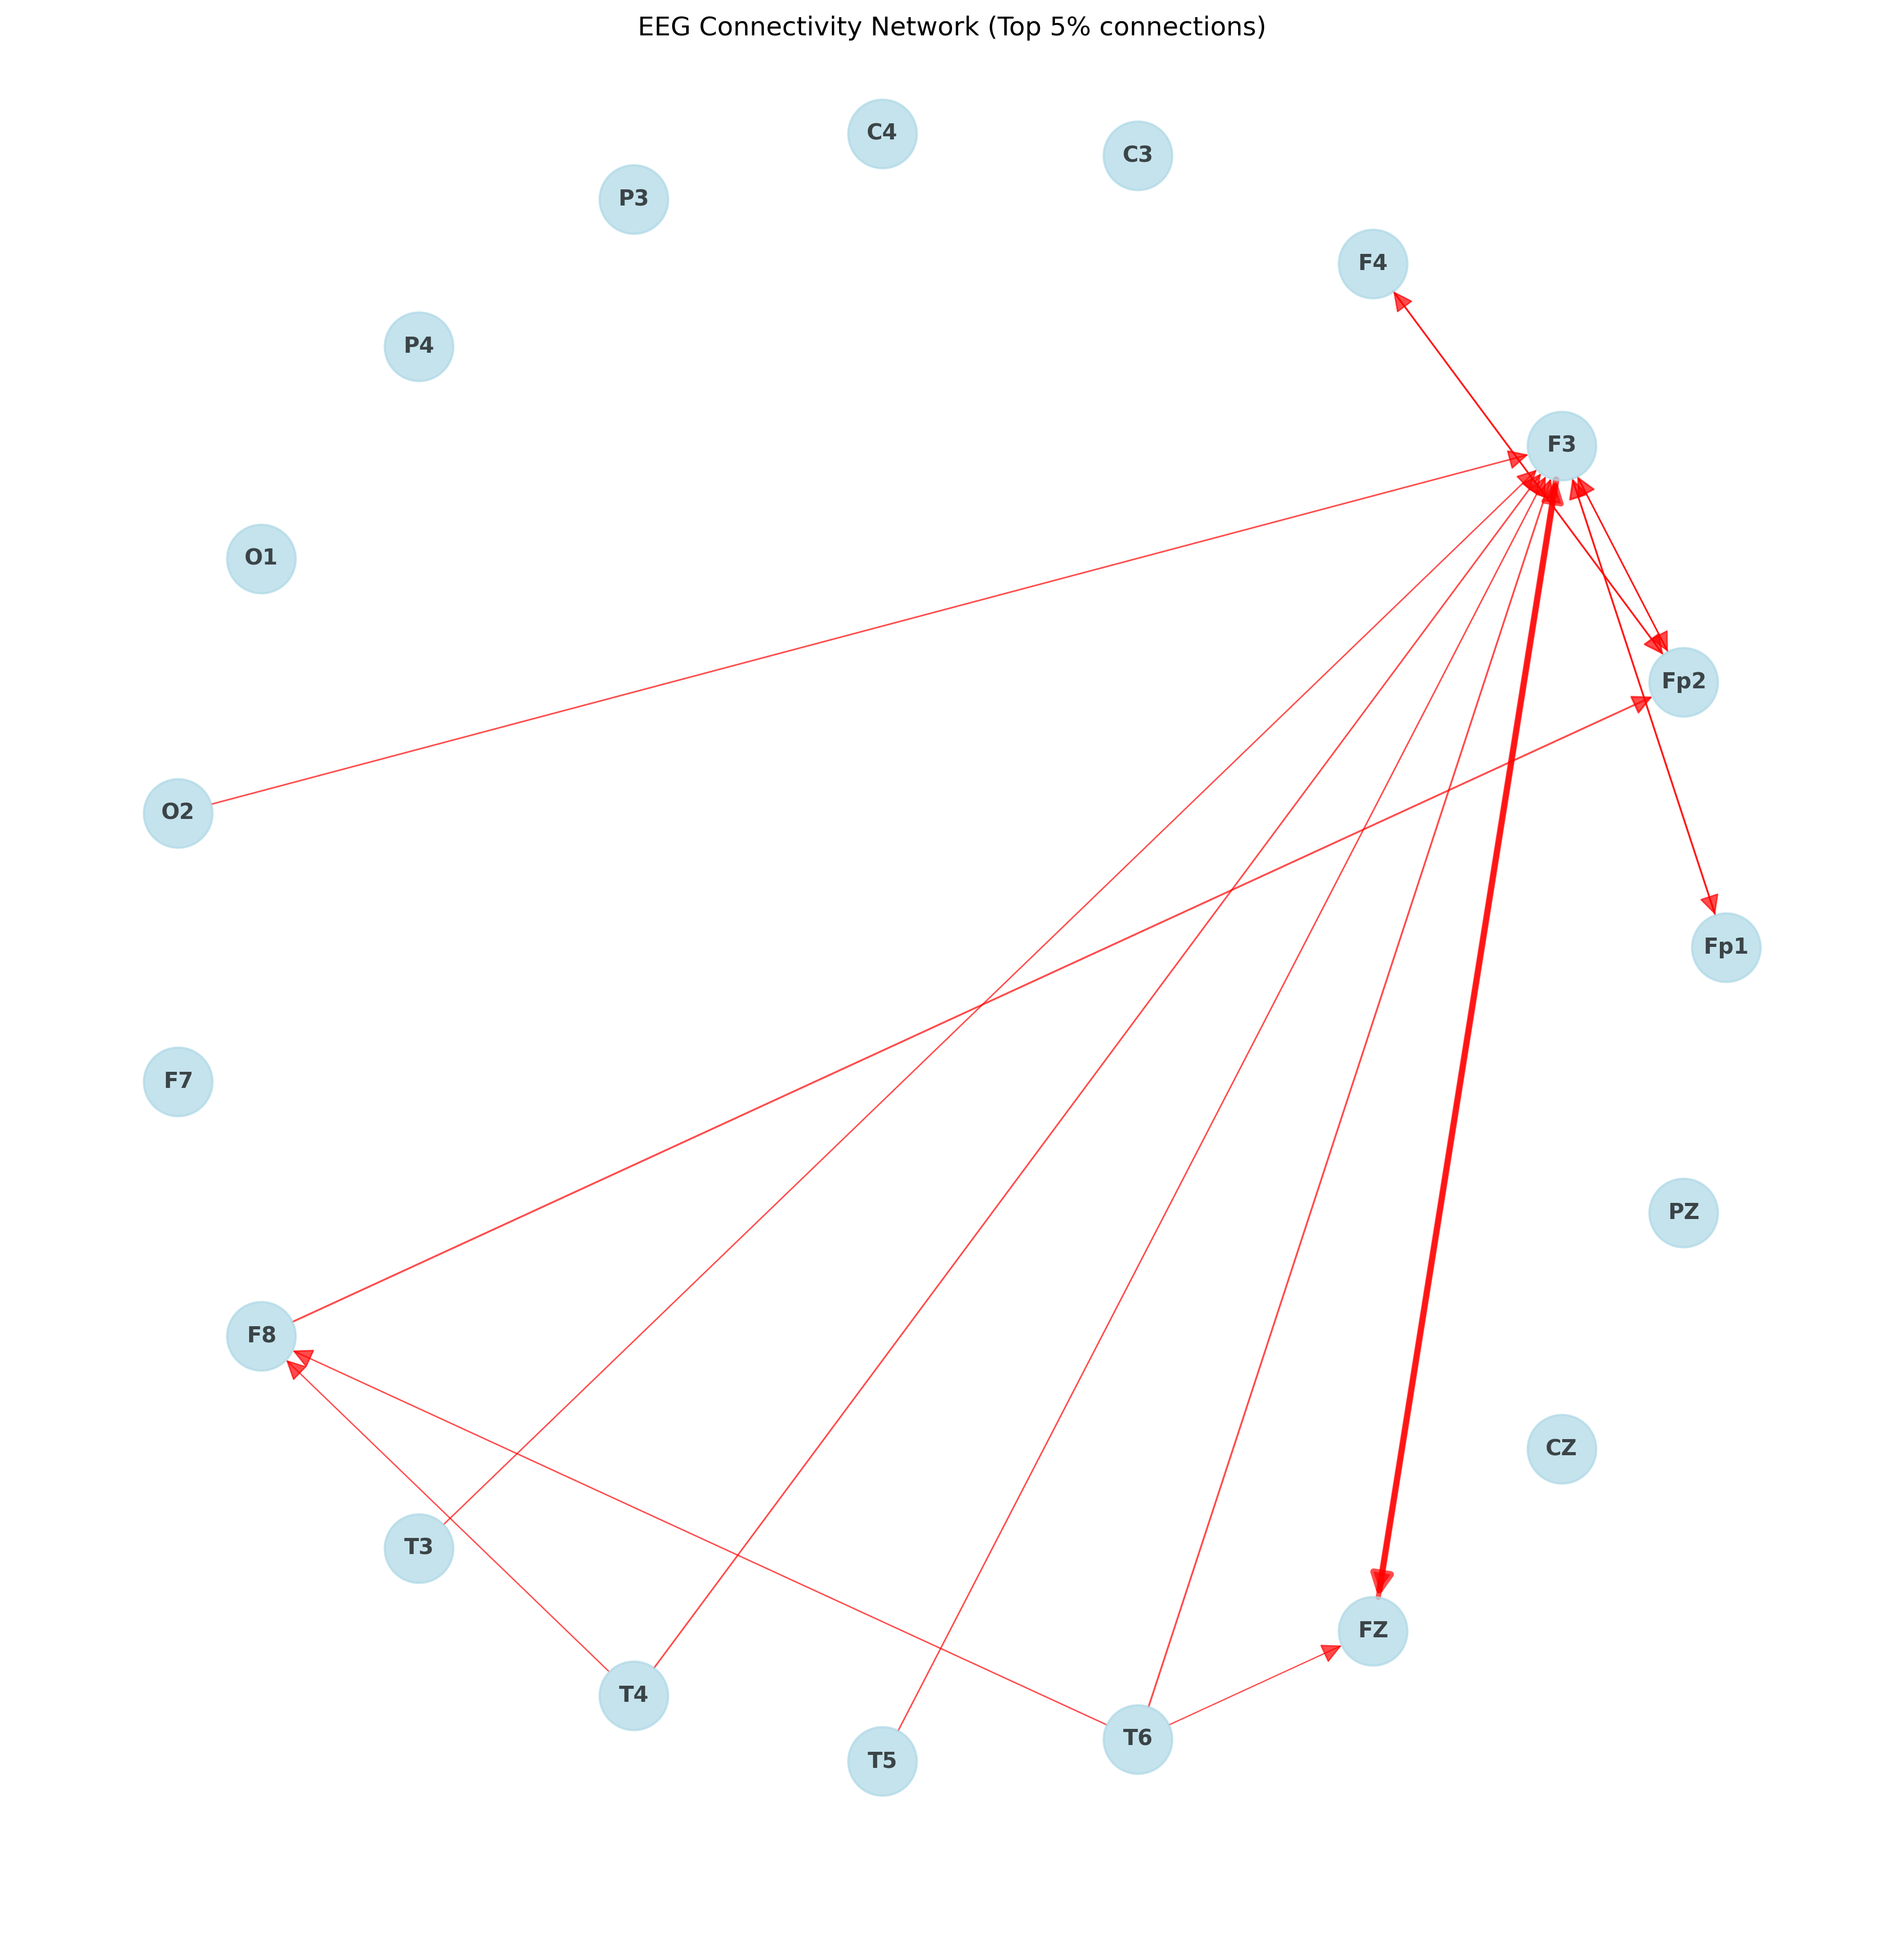 EEG Connectivity Network (Top 5% connections)
C4
C3
P3
F4
P4
F3
O1
Fp2
O2
Fp1
F7
PZ
F8
CZ
T3
FZ
T4
T6
T5